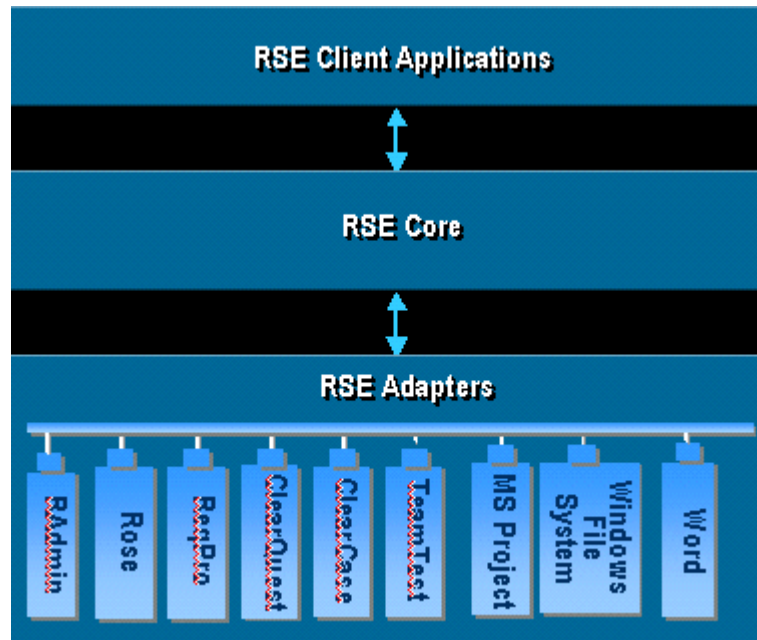 RSE Client Applications
RSE Core
RSE Adapters
RAdmin
Rose
ReqPro
ClearQuest
ClearCase
TeamTest
MS Project
Windows
File
System
Word